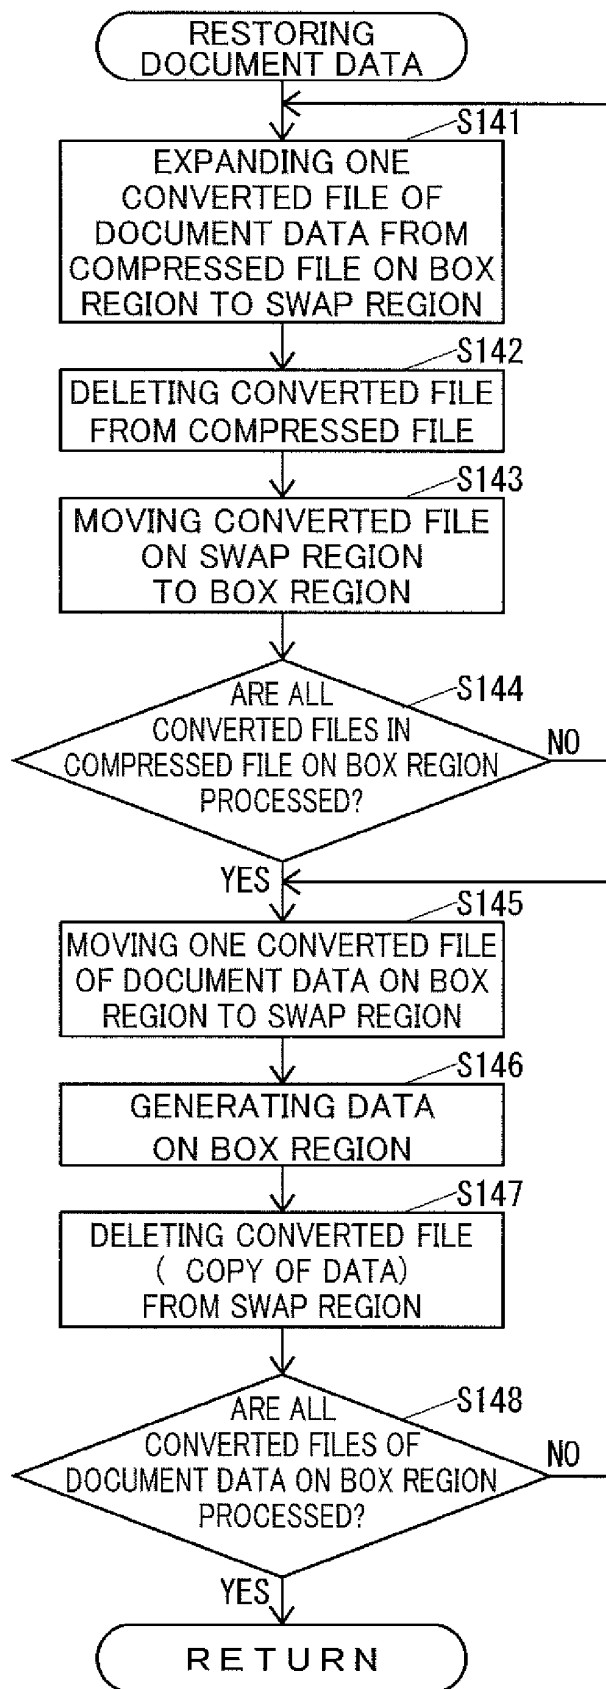 RESTORING
DOCUMENT DATA
S141
EXPANDING ONE
CONVERTED FILE OF
DOCUMENT DATA FROM
COMPRESSED FILE ON BOX
REGION TO SWAP REGION
S142
DELETING CONVERTED FILE
FROM COMPRESSED FILE
S143
MOVING CONVERTED FILE
ON SWAP REGION
TO BOX REGION
S144
ARE ALL
CONVERTED FILES IN
COMPRESSED FILE ON BOX REGION
PROCESSED?
NO
YES
S145
MOVING ONE CONVERTED FILE
OF DOCUMENT DATA ON BOX
REGION TO SWAP REGION
S146
GENERATING DATA
ON BOX REGION
S147
DELETING CONVERTED FILE
( COPY OF DATA)
FROM SWAP REGION
S148
ARE ALL
CONVERTED FILES OF
DOCUMENT DATA ON BOX REGION
PROCESSED?
NO
YES
RETURN